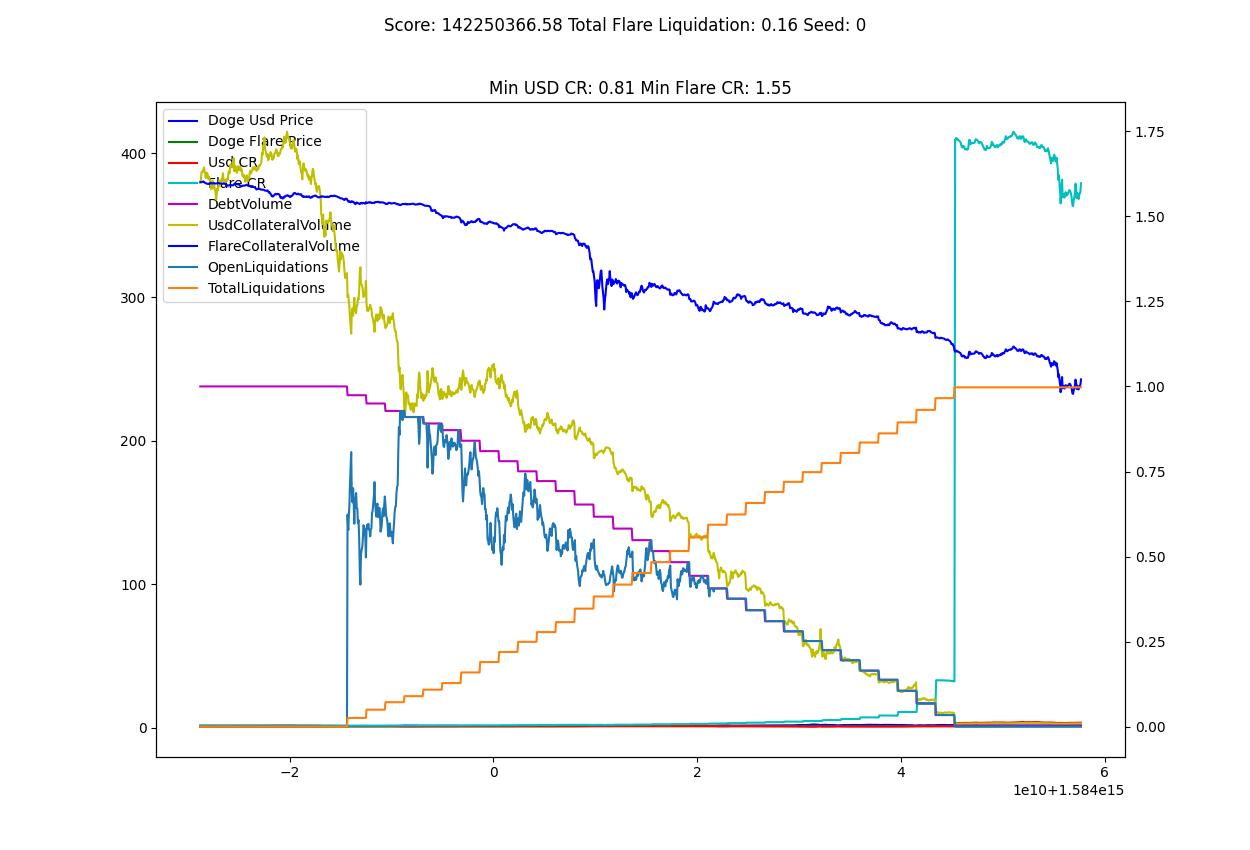 Score: 142250366.58 Total Flare Liquidation: 0.16 Seed: 0
Min USD CR: 0.81 Min Flare CR: 1.55
Doge Usd Price
Doge Flare Price
Usd CR
Flare CR
DebtVolume
UsdCollateralVolume
FlareCollateralVolume
OpenLiquidations
TotalLiquidations
400
300
200
100
0
1.75
1.50
1.25
1.00
0.75
0.50
0.25
0.00
−2 0 2 4 6
1e10+1.584e15